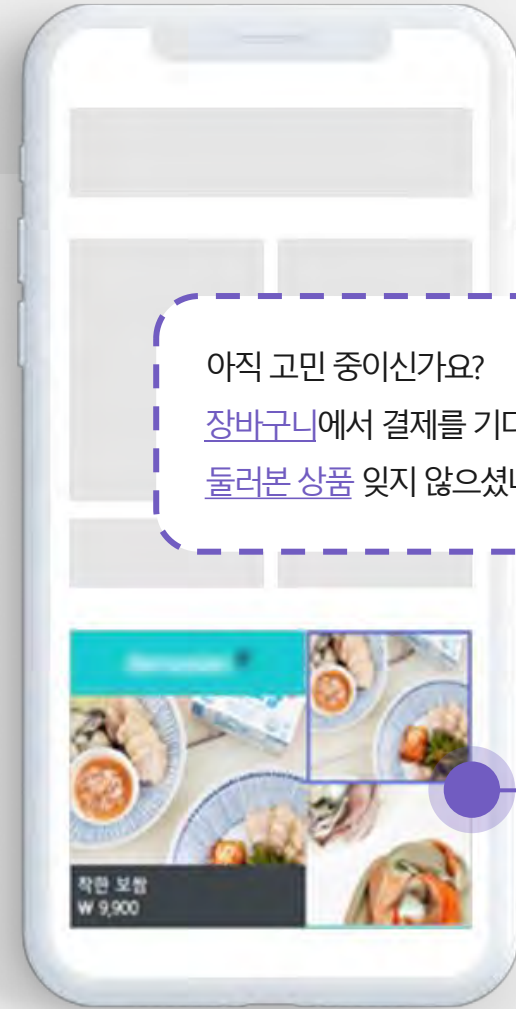 아직 고민 중이신가요?
장바구니에서 결제를 기다
둘러본 상품 잊지 않으셨나
착한 보쌈
₩ 9,900